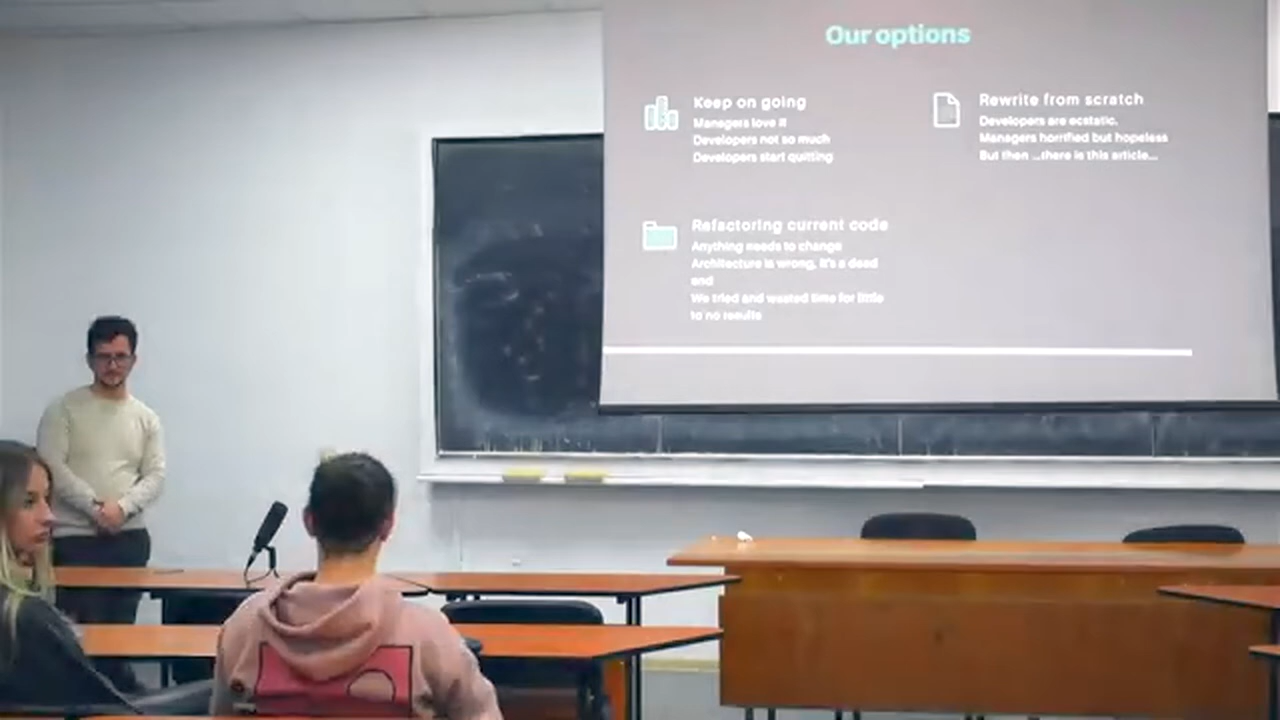 Our options
Keep on going
Managers love it
Developers not so much
Developers start quitting
Rewrite from scratch
Developers are ecstatic.
Managers horrified but hopeless
But then ...there is this article...
Refactoring current code
Anything needs to change
Architecture is wrong, it's a dead
end
We tried and wasted time for little
to no results